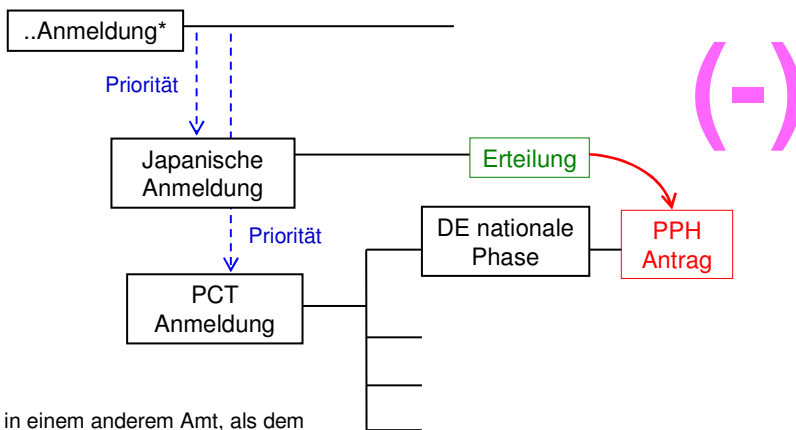 ..Anmeldung*
(-)
Priorität
Japanische
Anmeldung
Erteilung
Priorität
DE nationale
Phase
PPH
Antrag
PCT
Anmeldung
in einem anderem Amt, als dem